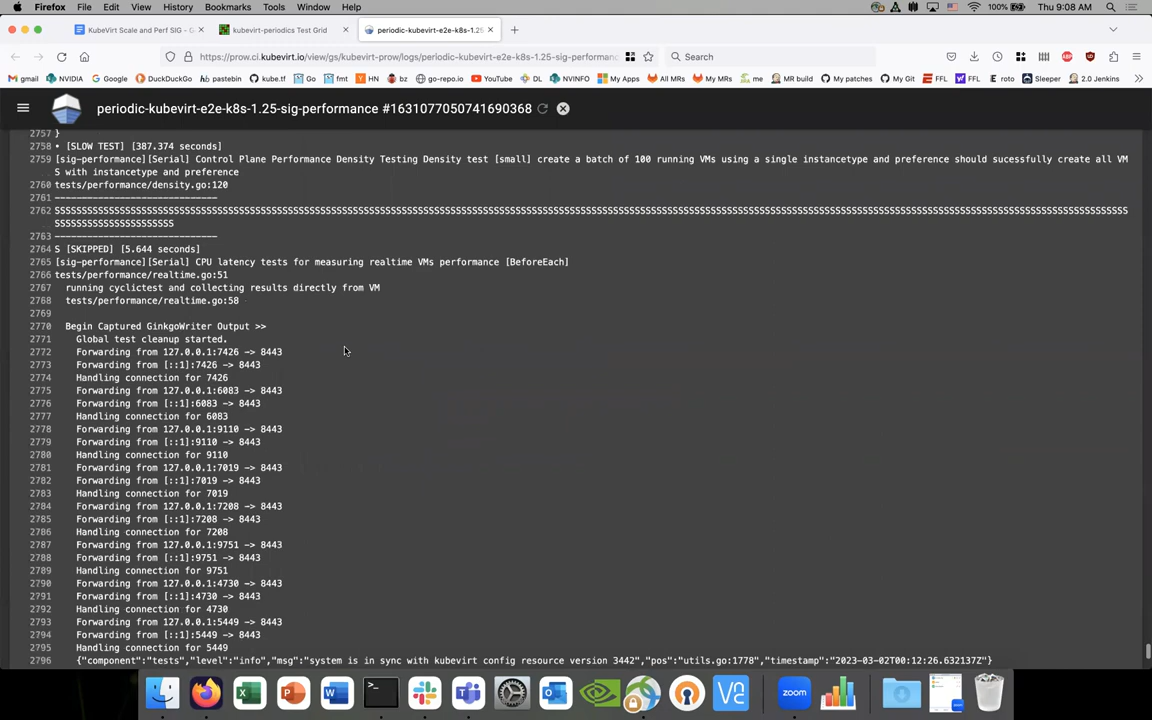 Firefox File Edit View History Bookmarks Tools Window Help 100% Thu 9:08 AM
KubeVirt Scale and Perf SIG - G × kubevirt-periodics Test Grid × periodic-kubevirt-e2e-k8s-1.25 × +
https://prow.ci.kubevirt.io/view/gs/kubevirt-prow/logs/periodic-kubevirt-e2e-k8s-1.25-sig-performanc Search
gmail NVIDIA Google DuckDuckGo pastebin kube.tf Goj fmt HN bz go-repo.io YouTube DL NVINFO My Apps All MRs My MRs me MR build My patches My Git FFL FFL roto Sleeper 2.0 Jenkins
periodic-kubevirt-e2e-k8s-1.25-sig-performance #1631077050741690368
2757 }
2758 • [SLOW TEST] [387.374 seconds]
2759 [sig-performance][Serial] Control Plane Performance Density Testing Density test [small] create a batch of 100 running VMs using a single instancetype and preference should sucessfully create all VM
S with instancetype and preference
2760 tests/performance/density.go:120
2761 ------------------------------
2762 SSSSSSSSSSSSSSSSSSSSSSSSSSSSSSSSSSSSSSSSSSSSSSSSSSSSSSSSSSSSSSSSSSSSSSSSSSSSSSSSSSSSSSSSSSSSSSSSSSSSSSSSSSSSSSSSSSSSSSSSSSSSSSSSSSSSSSSSSSSSSSSSSSSSSSSSSSSSSSSSSSSSSSSSSSSSSSSSSSSSSSSSSSSSSSSSSSS
SSSSSSSSSSSSSSSSSSSSSS
2763 ------------------------------
2764 S [SKIPPED] [5.644 seconds]
2765 [sig-performance][Serial] CPU latency tests for measuring realtime VMs performance [BeforeEach]
2766 tests/performance/realtime.go:51
2767 running cyclictest and collecting results directly from VM
2768 tests/performance/realtime.go:58
2769
2770 Begin Captured GinkgoWriter Output >>
2771 Global test cleanup started.
2772 Forwarding from 127.0.0.1:7426 -> 8443
2773 Forwarding from [::1]:7426 -> 8443
2774 Handling connection for 7426
2775 Forwarding from 127.0.0.1:6083 -> 8443
2776 Forwarding from [::1]:6083 -> 8443
2777 Handling connection for 6083
2778 Forwarding from 127.0.0.1:9110 -> 8443
2779 Forwarding from [::1]:9110 -> 8443
2780 Handling connection for 9110
2781 Forwarding from 127.0.0.1:7019 -> 8443
2782 Forwarding from [::1]:7019 -> 8443
2783 Handling connection for 7019
2784 Forwarding from 127.0.0.1:7208 -> 8443
2785 Forwarding from [::1]:7208 -> 8443
2786 Handling connection for 7208
2787 Forwarding from 127.0.0.1:9751 -> 8443
2788 Forwarding from [::1]:9751 -> 8443
2789 Handling connection for 9751
2790 Forwarding from 127.0.0.1:4730 -> 8443
2791 Forwarding from [::1]:4730 -> 8443
2792 Handling connection for 4730
2793 Forwarding from 127.0.0.1:5449 -> 8443
2794 Forwarding from [::1]:5449 -> 8443
2795 Handling connection for 5449
2796 {"component":"tests","level":"info","msg":"system is in sync with kubevirt config resource version 3442","pos":"utils.go:1778","timestamp":"2023-03-02T00:12:26.632137Z"}
zoom